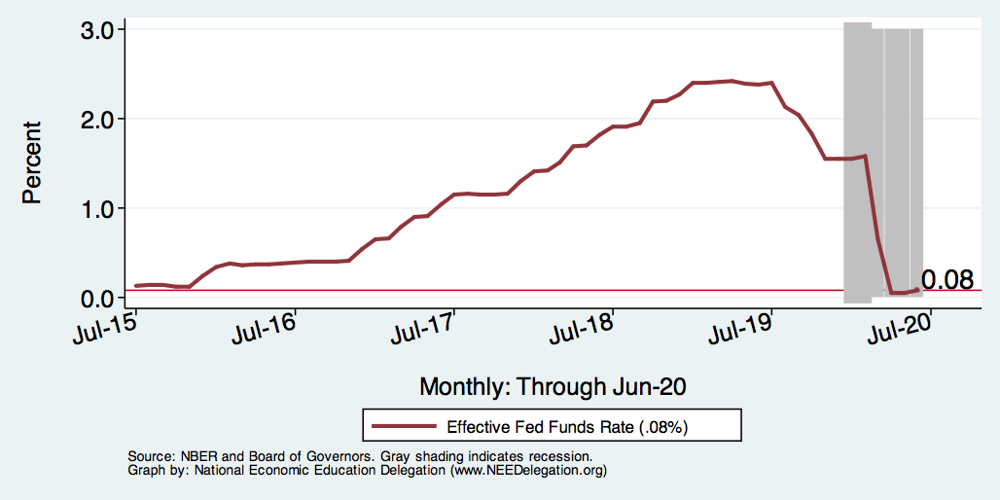 3.0
2.0
1.0
0.0
Percent
0.08
Jul-15
Jul-16
Jul-17
Jul-18
Jul-19
Jul-20
Monthly: Through Jun-20
Effective Fed Funds Rate (.08%)
Source: NBER and Board of Governors. Gray shading indicates recession.
Graph by: National Economic Education Delegation (www.NEEDelegation.org)